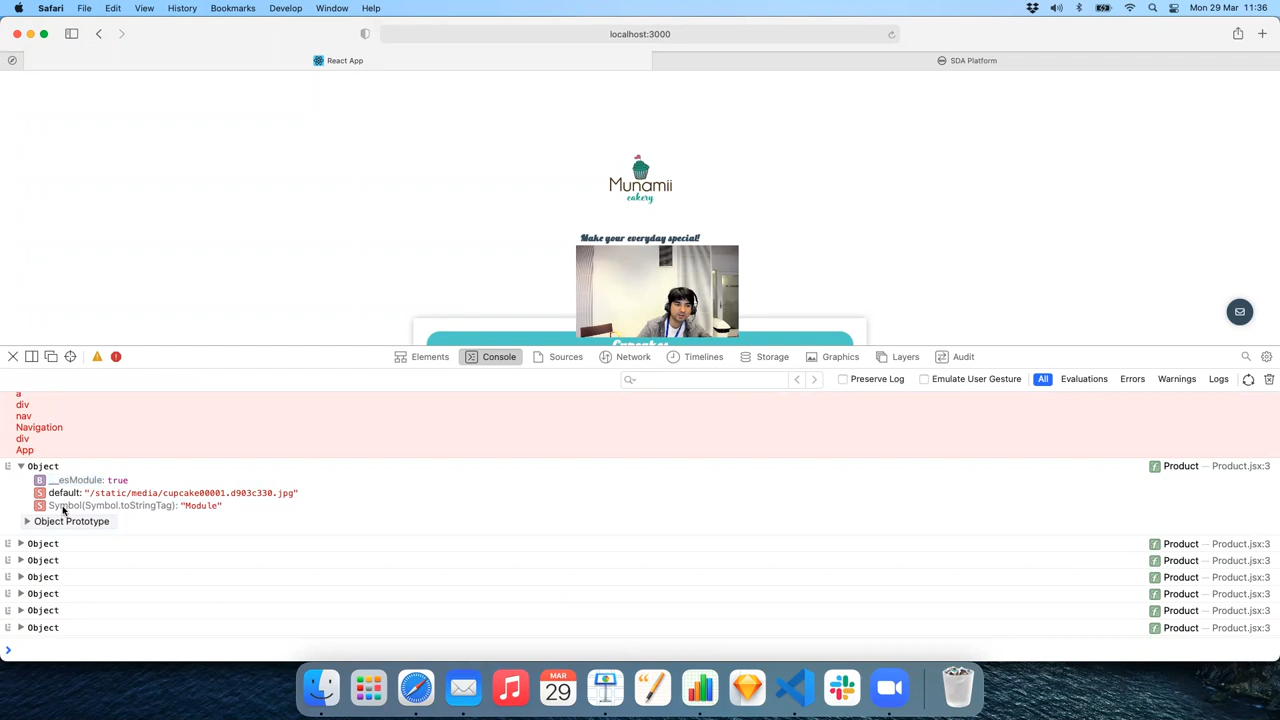 Safari File Edit View History Bookmarks Develop Window Help Mon 29 Mar 11:36
localhost:3000
React App SDA Platform
Munamii
cakery
Make your everyday special!
Cupcakes
Elements Console Sources Network Timelines Storage Graphics Layers Audit
Preserve Log Emulate User Gesture All Evaluations Errors Warnings Logs
a
div
nav
Navigation
div
App
Object Product — Product.jsx:3
__esModule: true
default: "/static/media/cupcake00001.d903c330.jpg"
Symbol(Symbol.toStringTag): "Module"
Object Prototype
Object Product — Product.jsx:3
Object Product — Product.jsx:3
Object Product — Product.jsx:3
Object Product — Product.jsx:3
Object Product — Product.jsx:3
Object Product — Product.jsx:3
MAR
29